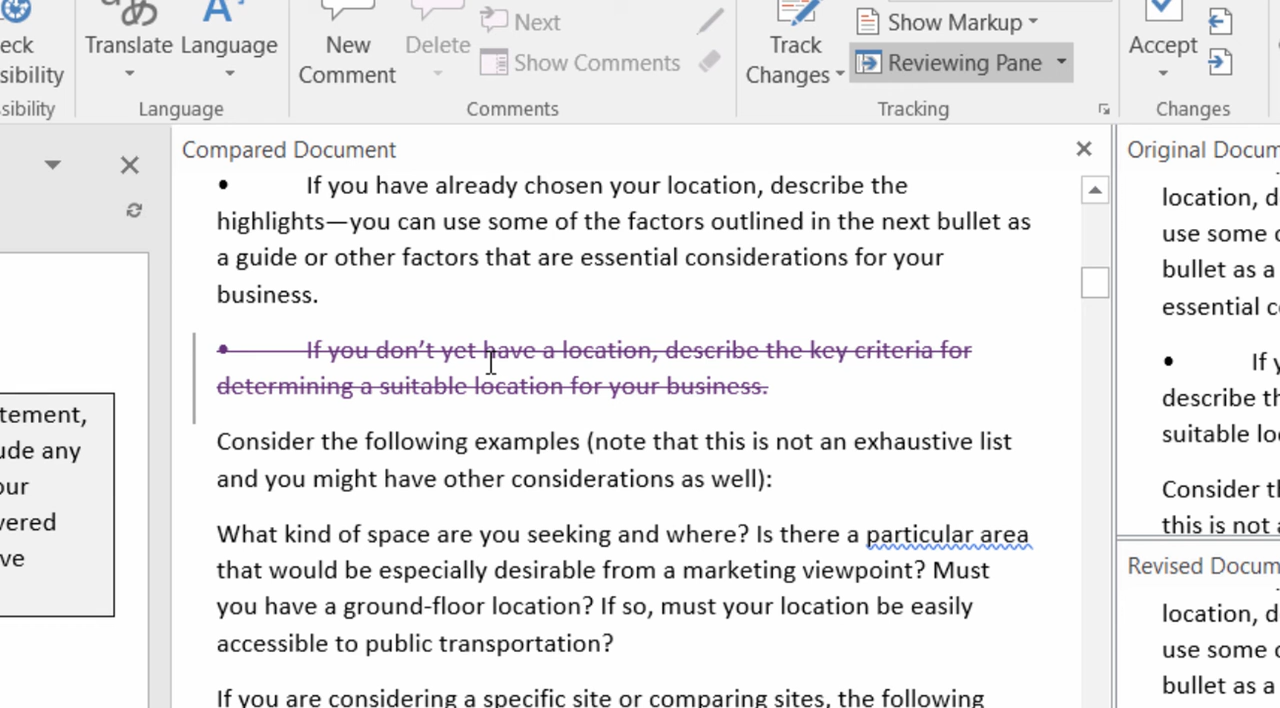 eck
sibility
sibility
Translate
Language
Language
New
Comment
Delete
Next
Show Comments
Comments
Track
Changes
Show Markup
Reviewing Pane
Tracking
Accept
Changes
tement,
ude any
our
vered
ve
Compared Document
• If you have already chosen your location, describe the
highlights—you can use some of the factors outlined in the next bullet as
a guide or other factors that are essential considerations for your
business.
• If you don’t yet have a location, describe the key criteria for
determining a suitable location for your business.
Consider the following examples (note that this is not an exhaustive list
and you might have other considerations as well):
What kind of space are you seeking and where? Is there a particular area
that would be especially desirable from a marketing viewpoint? Must
you have a ground-floor location? If so, must your location be easily
accessible to public transportation?
If you are considering a specific site or comparing sites, the following
Original Docum
location, d
use some o
bullet as a
essential co
• If y
describe th
suitable loc
Consider th
this is not a
Revised Docum
location, d
use some o
bullet as a